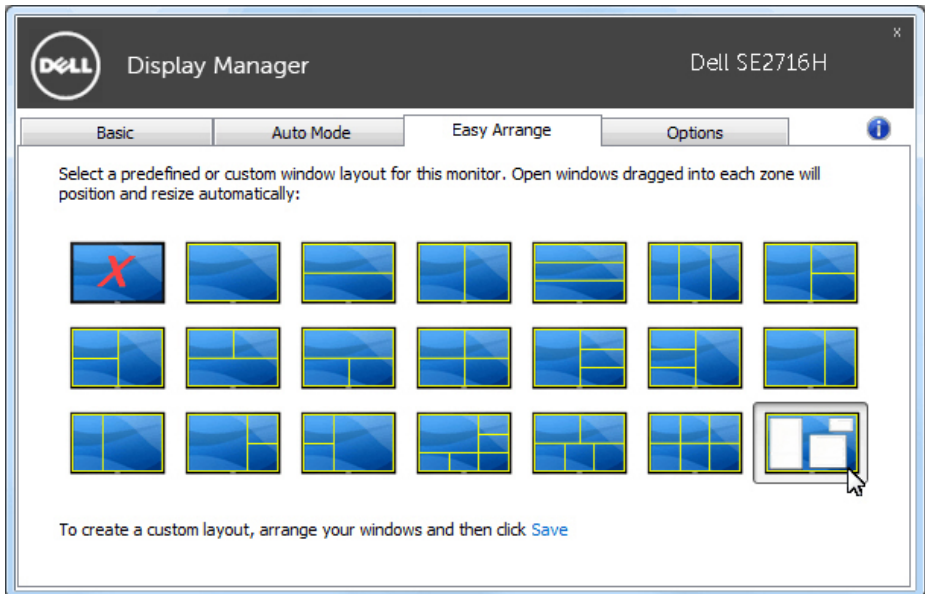 DELL
Display Manager
Dell SE2716H
x
Basic
Auto Mode
Easy Arrange
Options
i
Select a predefined or custom window layout for this monitor. Open windows dragged into each zone will
position and resize automatically:
X
To create a custom layout, arrange your windows and then click Save